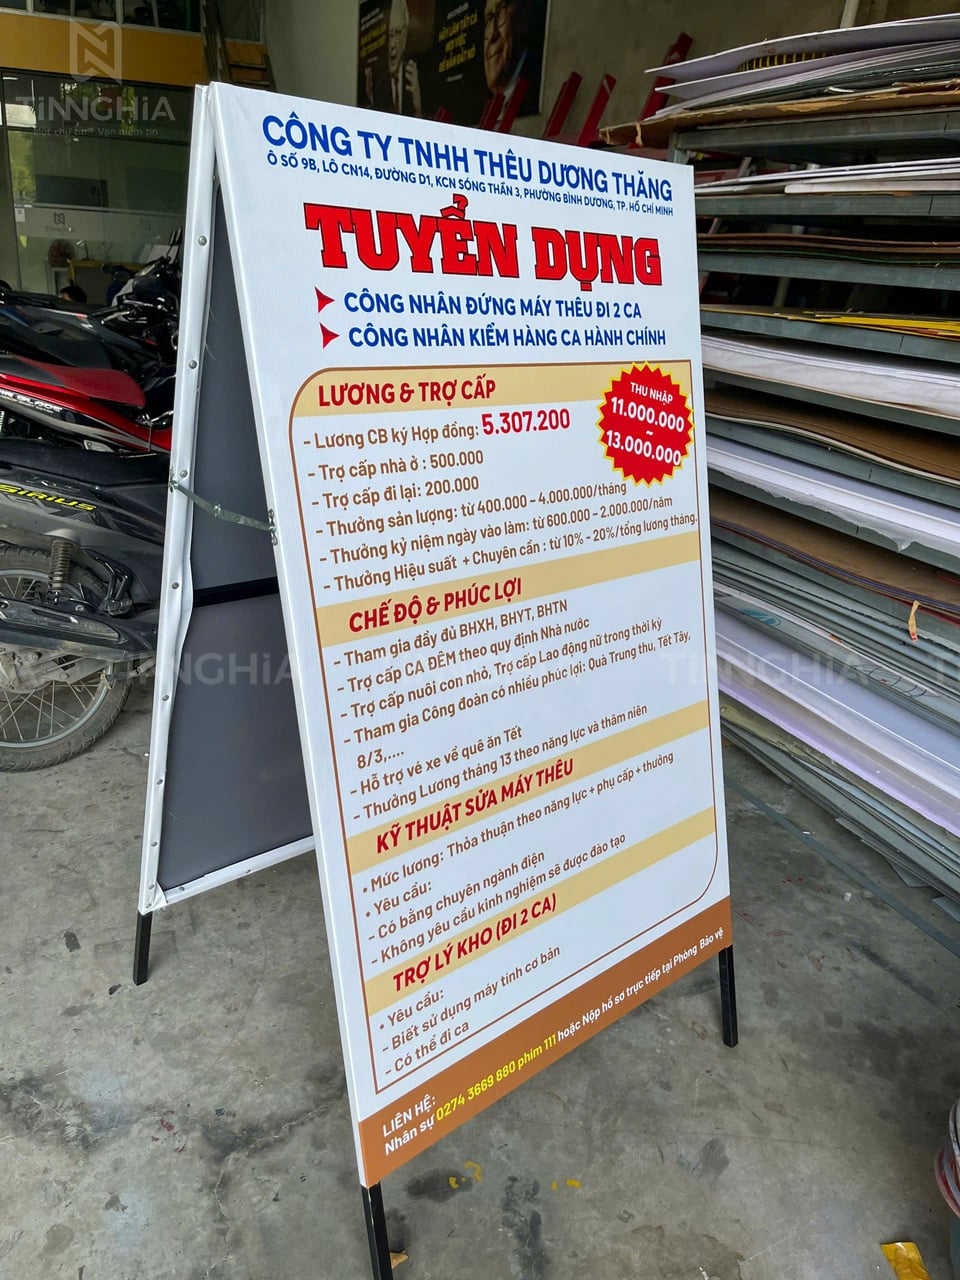 TiNNGHiA
Một chữ tín - Vạn niềm tin
CÔNG TY TNHH THÊU DƯƠNG THĂNG
Ô SỐ 9B, LÔ CN14, ĐƯỜNG D1, KCN SÓNG THẦN 3, PHƯỜNG BÌNH DƯƠNG, TP. HỒ CHÍ MINH
TUYỂN DỤNG
CÔNG NHÂN ĐỨNG MÁY THÊU ĐI 2 CA
CÔNG NHÂN KIỂM HÀNG CA HÀNH CHÍNH
LƯƠNG & TRỢ CẤP
THU NHẬP
11.000.000
~
13.000.000
- Lương CB ký Hợp đồng: 5.307.200
- Trợ cấp nhà ở : 500.000
- Trợ cấp đi lại: 200.000
- Thưởng sản lượng: từ 400.000 – 4.000.000/tháng
- Thưởng kỷ niệm ngày vào làm: từ 600.000 – 2.000.000/năm
- Thưởng Hiệu suất + Chuyên cần : từ 10% - 20%/tổng lương tháng.
CHẾ ĐỘ & PHÚC LỢI
- Tham gia đầy đủ BHXH, BHYT, BHTN
- Trợ cấp CA ĐÊM theo quy định Nhà nước
- Trợ cấp nuôi con nhỏ, Trợ cấp Lao động nữ trong thời kỳ
- Tham gia Công đoàn có nhiều phúc lợi: Quà Trung thu, Tết Tây,
8/3,....
- Hỗ trợ vé xe về quê ăn Tết
- Thưởng Lương tháng 13 theo năng lực và thâm niên
KỸ THUẬT SỬA MÁY THÊU
• Mức lương: Thỏa thuận theo năng lực + phụ cấp + thưởng
• Yêu cầu:
- Có bằng chuyên ngành điện
- Không yêu cầu kinh nghiệm sẽ được đào tạo
TRỢ LÝ KHO (ĐI 2 CA)
• Yêu cầu:
- Biết sử dụng máy tính cơ bản
- Có thể đi ca
LIÊN HỆ:
Nhân sự 0274 3669 880 phím 111 hoặc Nộp hồ sơ trực tiếp tại Phòng Bảo vệ
SIRIUS
TiNNGHiA
TiNNGHiA
TiNNGHiA